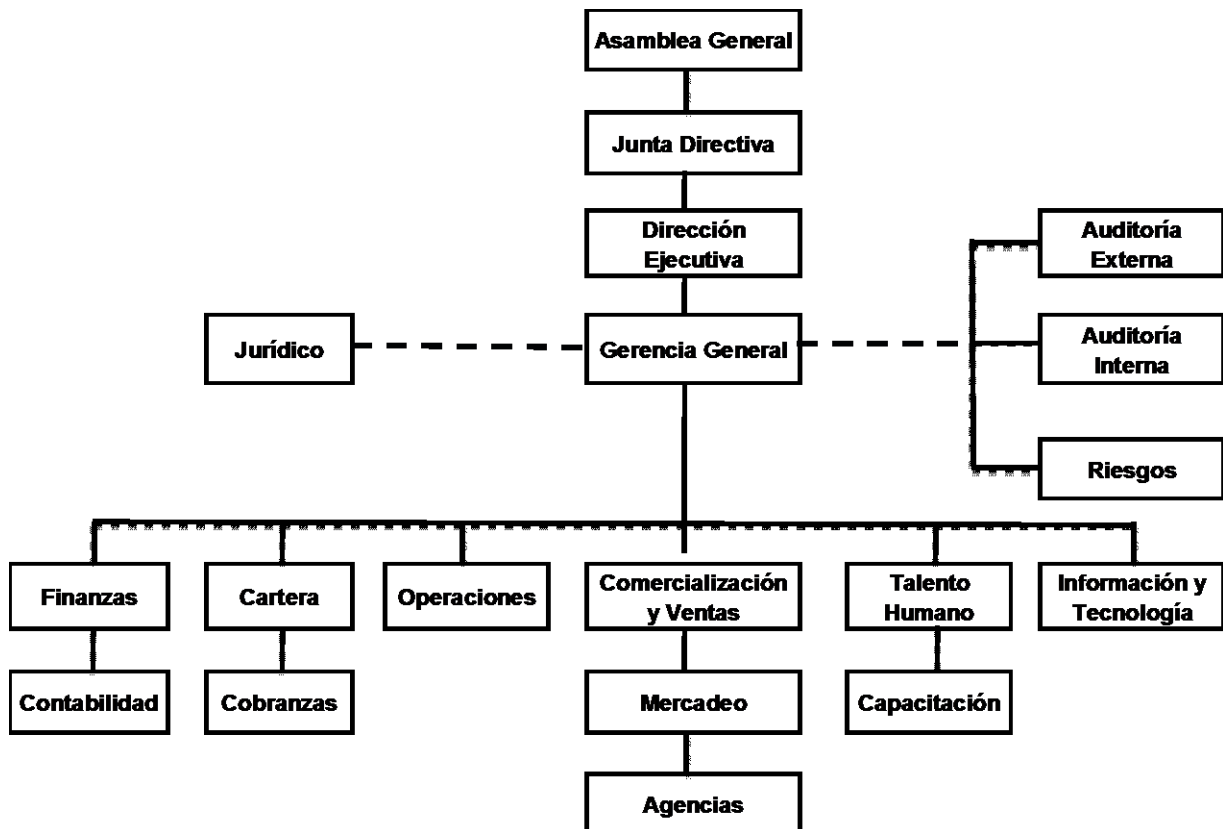 Asamblea General
Junta Directiva
Dirección
Ejecutiva
Auditoría
Externa
Jurídico
Gerencia General
Auditoría
Interna
Riesgos
Finanzas
Cartera
Operaciones
Comercialización
y Ventas
Talento
Humano
Información y
Tecnología
Contabilidad
Cobranzas
Mercadeo
Capacitación
Agencias